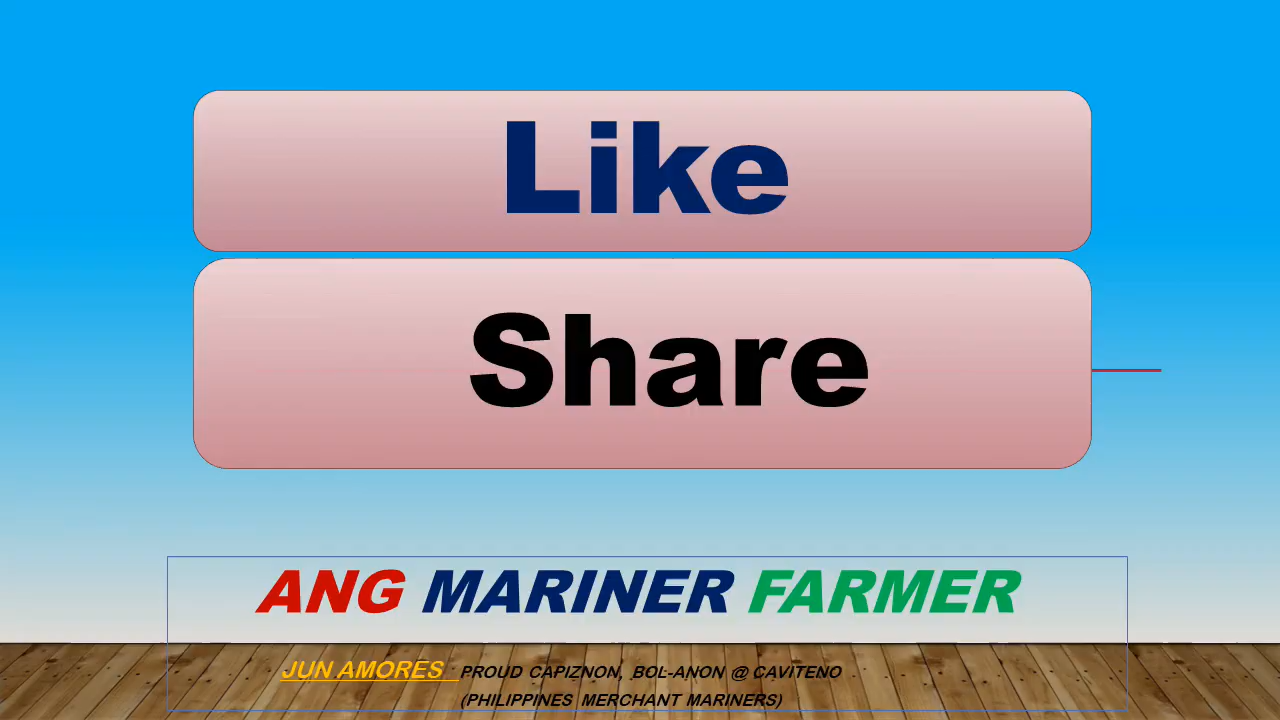 Like
Share
ANG MARINER FARMER
JUN AMORES PROUD CAPIZNON, BOL-ANON @ CAVITENO
(PHILIPPINES MERCHANT MARINERS)